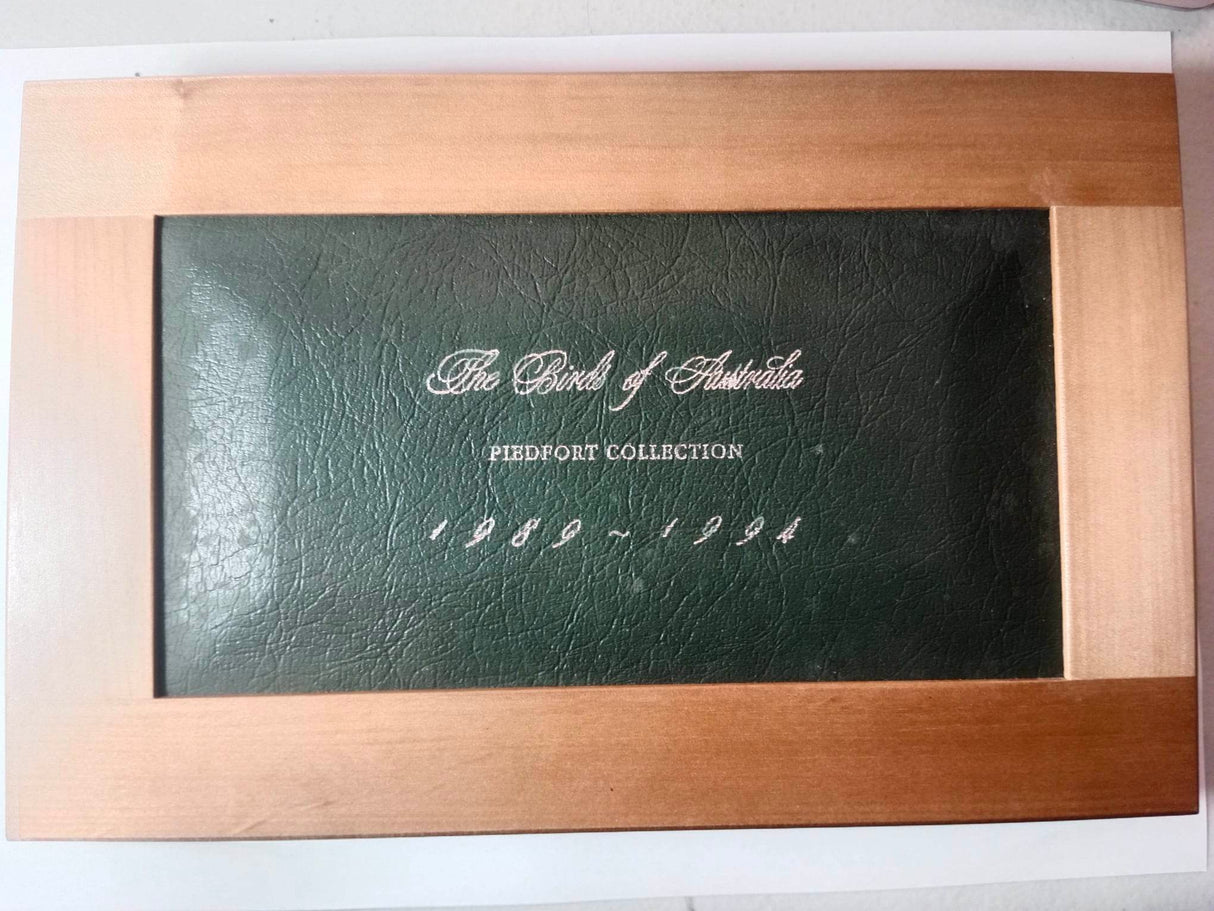 The Birds of Australia
PIEDFORT COLLECTION
1989~1994